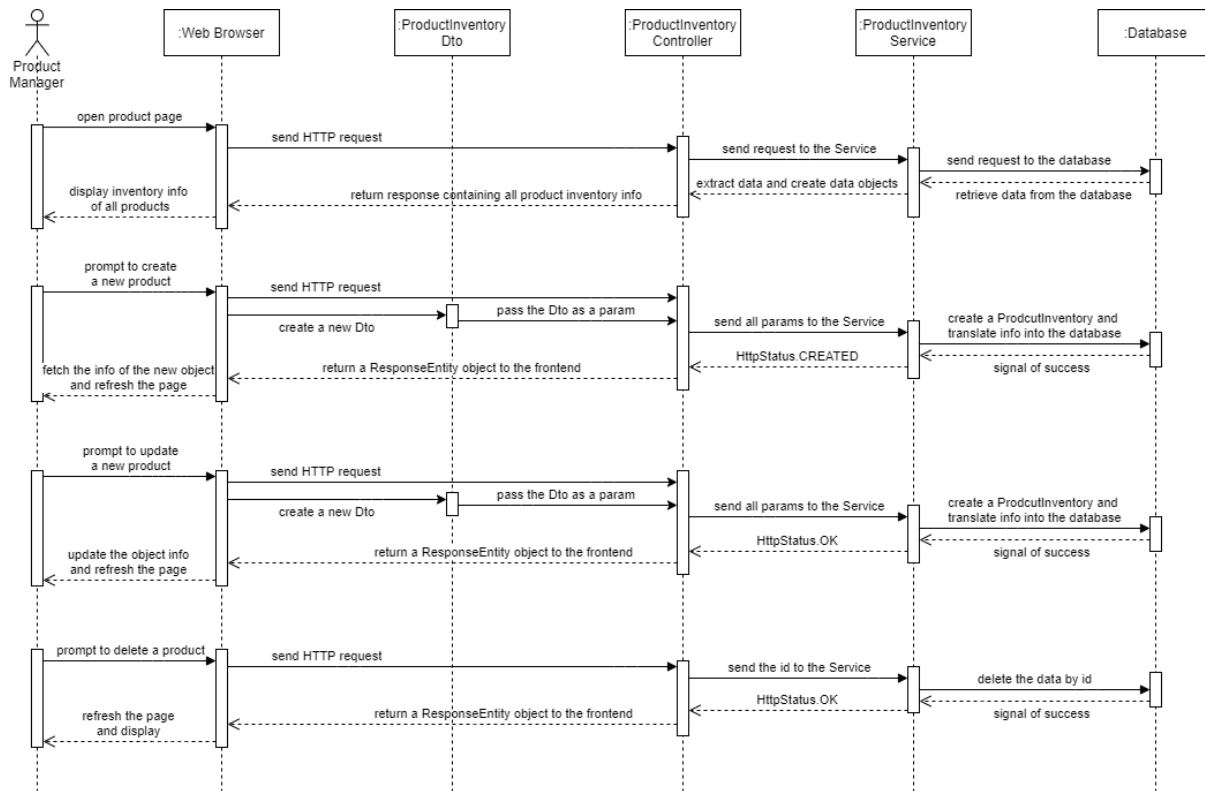 Product
Manager
:Web Browser
:ProductInventory
Dto
:ProductInventory
Controller
:ProductInventory
Service
:Database
open product page
send HTTP request
send request to the Service
send request to the database
display inventory info
of all products
return response containing all product inventory info
extract data and create data objects
retrieve data from the database
prompt to create
a new product
send HTTP request
create a new Dto
pass the Dto as a param
send all params to the Service
create a ProdcutInventory and
translate info into the database
fetch the info of the new object
and refresh the page
return a ResponseEntity object to the frontend
HttpStatus.CREATED
signal of success
prompt to update
a new product
send HTTP request
create a new Dto
pass the Dto as a param
send all params to the Service
create a ProdcutInventory and
translate info into the database
update the object info
and refresh the page
return a ResponseEntity object to the frontend
HttpStatus.OK
signal of success
prompt to delete a product
send HTTP request
send the id to the Service
delete the data by id
refresh the page
and display
return a ResponseEntity object to the frontend
HttpStatus.OK
signal of success